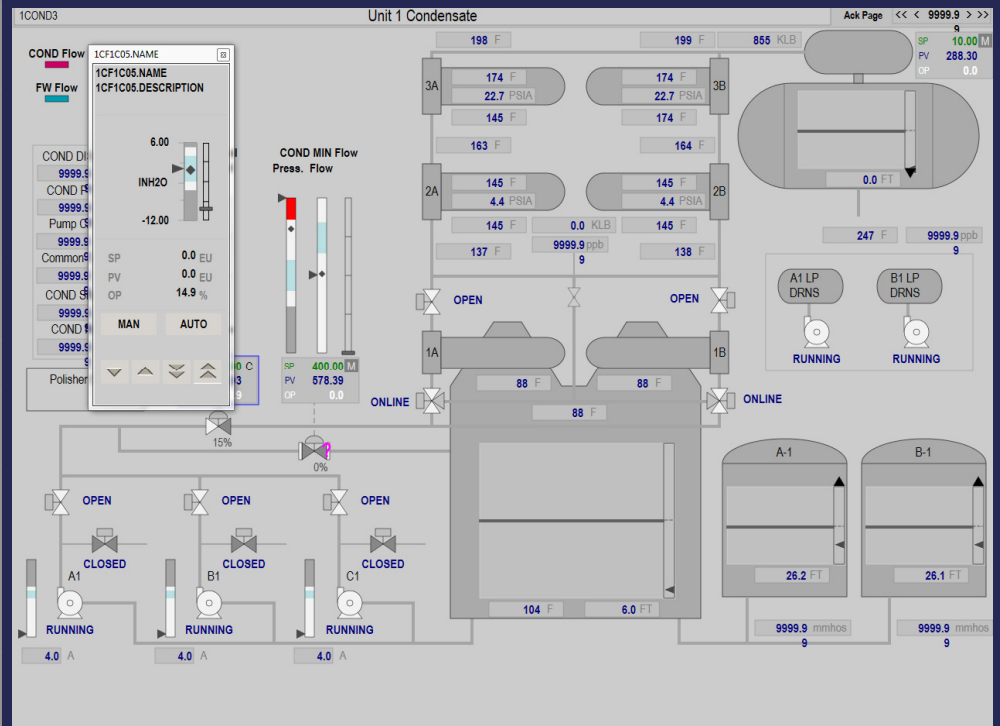 1COND3
Unit 1 Condensate
Ack Page << < 9999.9 > >>
9
COND Flow
FW Flow
1CF1C05.NAME
1CF1C05.NAME
1CF1C05.DESCRIPTION
6.00
INH2O
-12.00
SP 0.0 EU
PV 0.0 EU
OP 14.9 %
MAN AUTO
COND DI
9999.9
9999.9
Pump
9999.9
Common
9999.9
COND
9999.9
COND
9999.9
Polisher
C
COND MIN Flow
Press. Flow
SP 400.00 M
PV 578.39
OP 0.0
198 F
199 F
855 KLB
SP 10.00 M
PV 288.30
OP 0.0
3A
174 F
22.7 PSIA
145 F
163 F
174 F
22.7 PSIA
174 F
164 F
3B
0.0 FT
2A
145 F
4.4 PSIA
145 F
137 F
0.0 KLB
9999.9 ppb
9
145 F
4.4 PSIA
145 F
138 F
2B
247 F
9999.9 ppb
9
A1 LP
DRNS
B1 LP
DRNS
RUNNING
RUNNING
OPEN
OPEN
1A
1B
88 F
88 F
88 F
ONLINE
ONLINE
15%
?
0%
OPEN
OPEN
OPEN
CLOSED
CLOSED
CLOSED
A1
B1
C1
RUNNING
RUNNING
RUNNING
4.0 A
4.0 A
4.0 A
104 F
6.0 FT
A-1
B-1
26.2 FT
26.1 FT
9999.9 mmhos
9
9999.9 mmhos
9